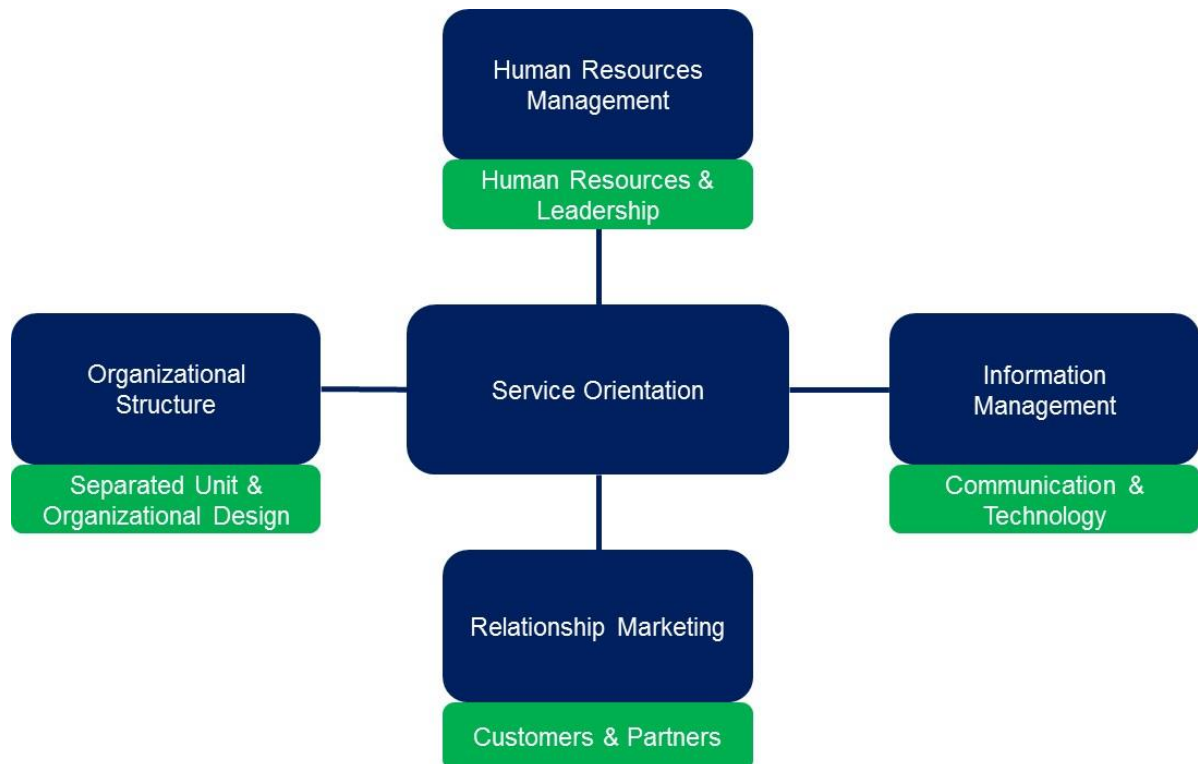 Human Resources
Management
Human Resources &
Leadership
Organizational
Structure
Separated Unit &
Organizational Design
Service Orientation
Information
Management
Communication &
Technology
Relationship Marketing
Customers & Partners